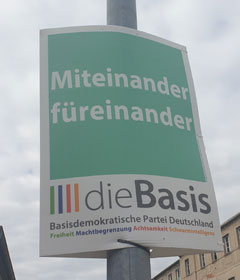 Miteinander
füreinander
dieBasis
Basisdemokratische Partei Deutschland
Freiheit Machtbegrenzung Achtsamkeit Schwarmintelligenz